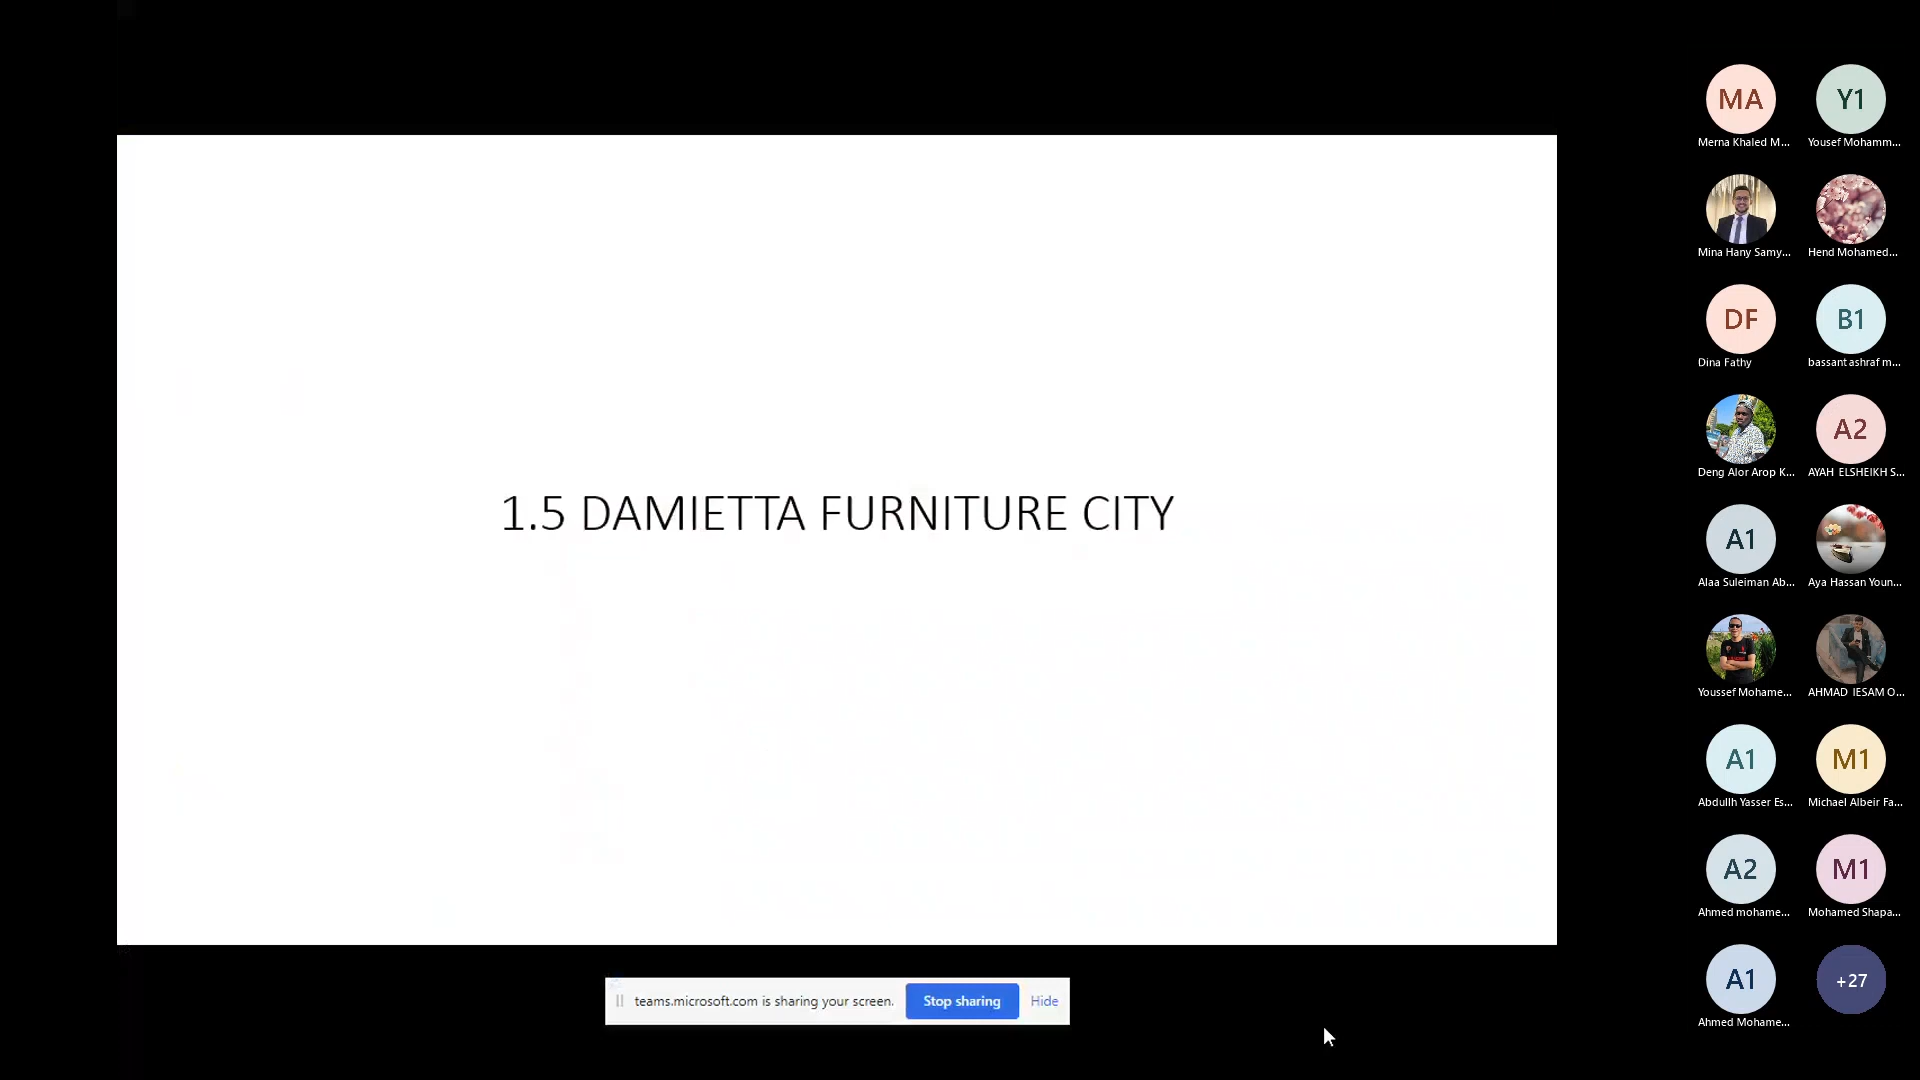 MA
Y1
Merna Khaled M...
Yousef Mohamm...
Mina Hany Samy...
Hend Mohamed...
DF
B1
Dina Fathy
bassant ashraf m...
A2
Deng Alor Arop K...
AYAH ELSHEIKH S...
1.5 DAMIETTA FURNITURE CITY
A1
Alaa Suleiman Ab...
Aya Hassan Youn...
Youssef Mohame...
AHMAD IESAM O...
A1
M1
Abdullh Yasser Es...
Michael Albeir Fa...
A2
M1
Ahmed mohame...
Mohamed Shapa...
A1
+27
teams.microsoft.com is sharing your screen.
Stop sharing
Hide
Ahmed Mohame...